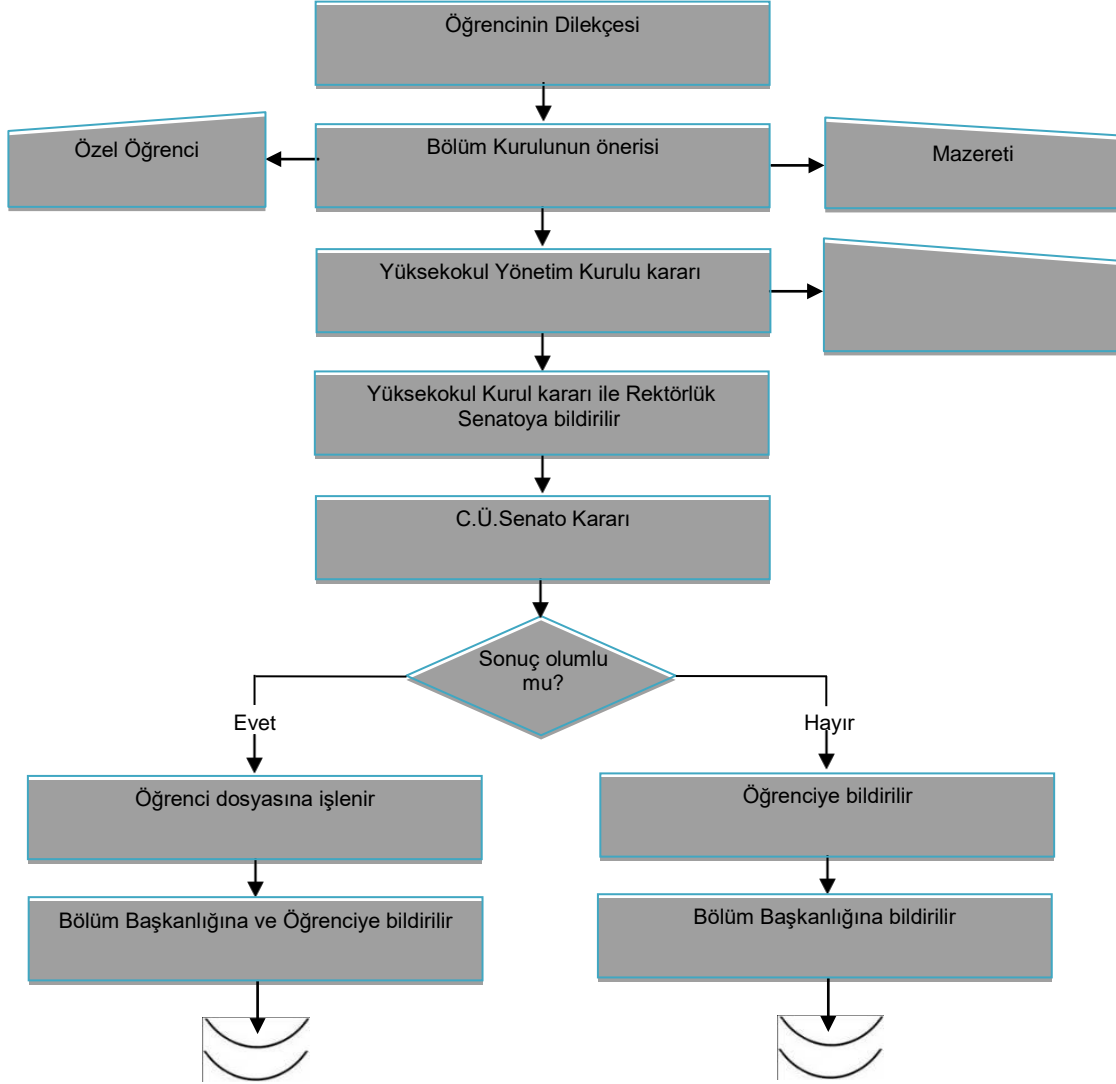 Öğrencinin Dilekçesi
Özel Öğrenci
Bölüm Kurulunun önerisi
Mazereti
Yüksekokul Yönetim Kurulu kararı
Yüksekokul Kurul kararı ile Rektörlük
Senatoya bildirilir
C.Ü.Senato Kararı
Sonuç olumlu
mu?
Evet
Hayır
Öğrenci dosyasına işlenir
Öğrenciye bildirilir
Bölüm Başkanlığına ve Öğrenciye bildirilir
Bölüm Başkanlığına bildirilir